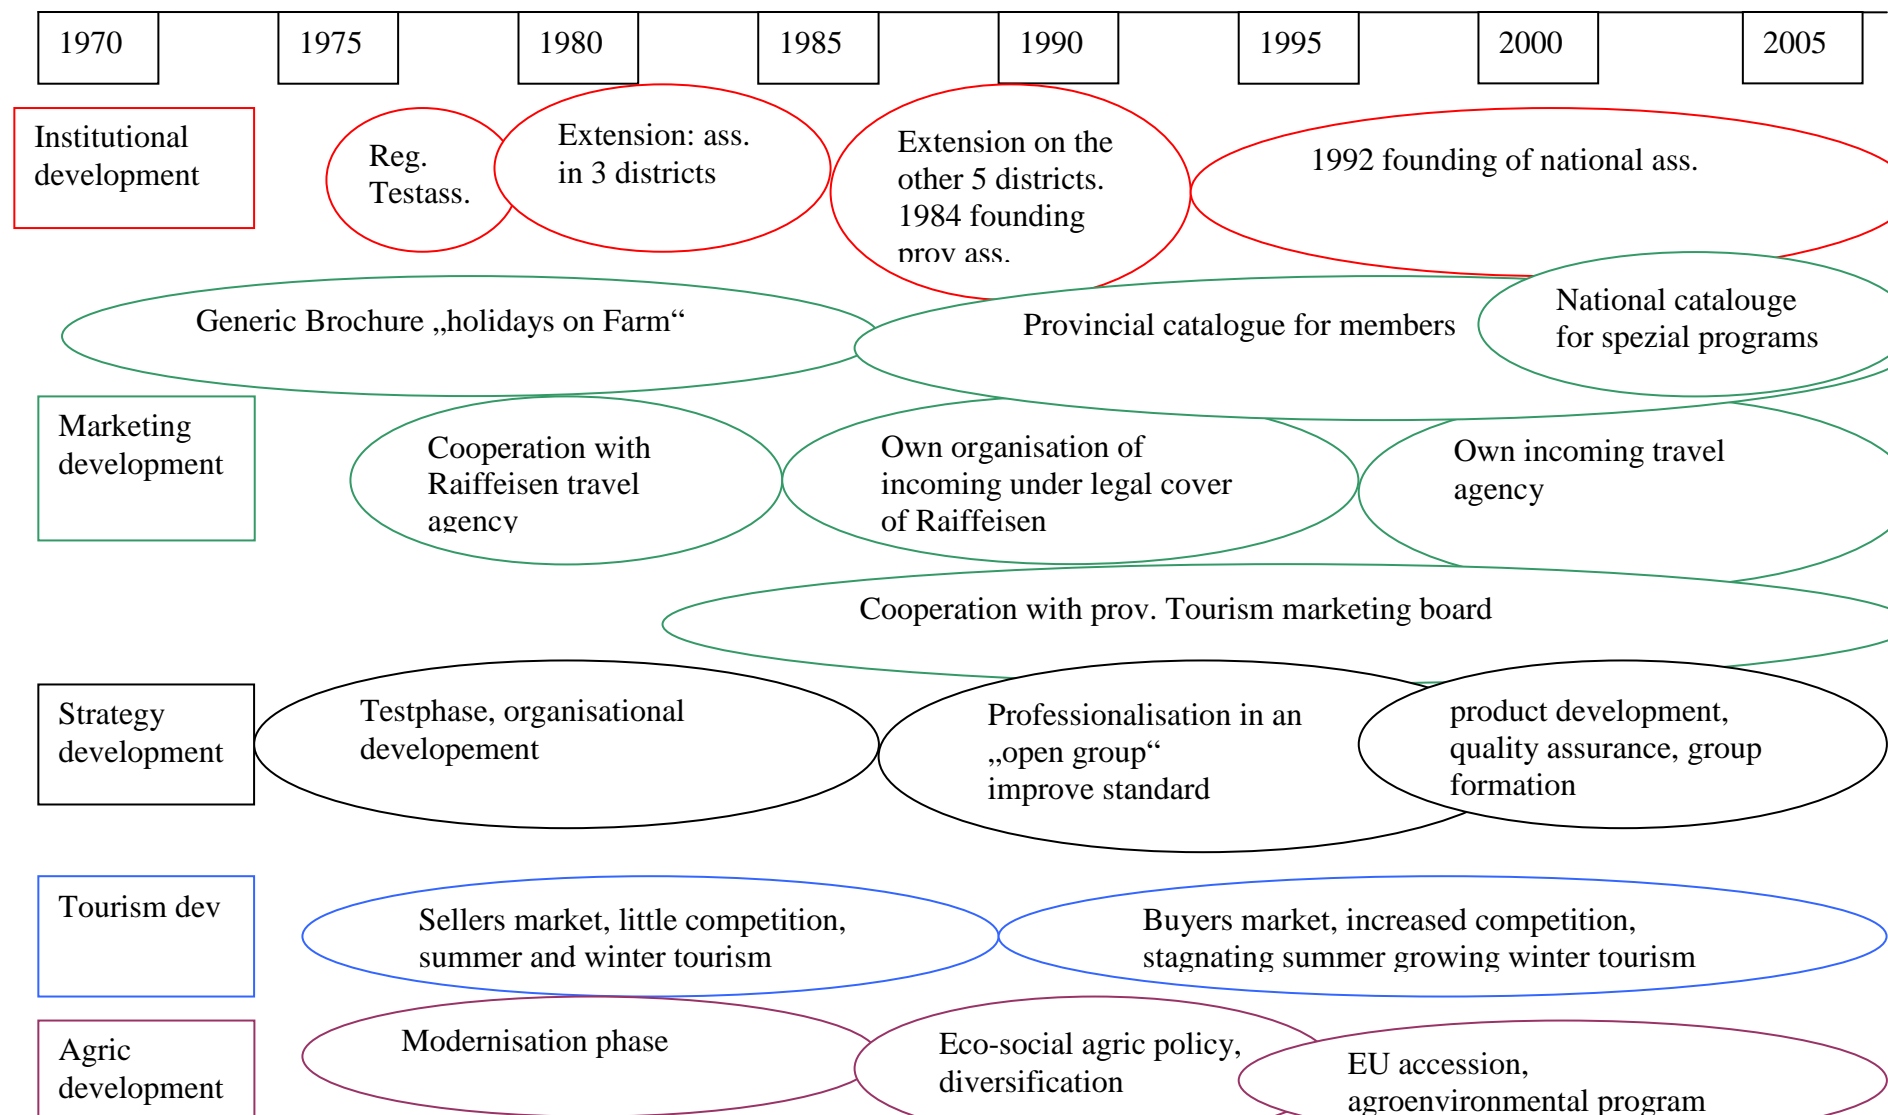 1970 1975 1980 1985 1990 1995 2000 2005
Institutional
development
Reg.
Testass.
Extension: ass.
in 3 districts
Extension on the
other 5 districts.
1984 founding
prov ass.
1992 founding of national ass.
Generic Brochure „holidays on Farm“
Provincial catalogue for members
National catalouge
for spezial programs
Marketing
development
Cooperation with
Raiffeisen travel
agency
Own organisation of
incoming under legal cover
of Raiffeisen
Own incoming travel
agency
Cooperation with prov. Tourism marketing board
Strategy
development
Testphase, organisational
developement
Professionalisation in an
„open group“
improve standard
product development,
quality assurance, group
formation
Tourism dev
Sellers market, little competition,
summer and winter tourism
Buyers market, increased competition,
stagnating summer growing winter tourism
Agric
development
Modernisation phase
Eco-social agric policy,
diversification
EU accession,
agroenvironmental program